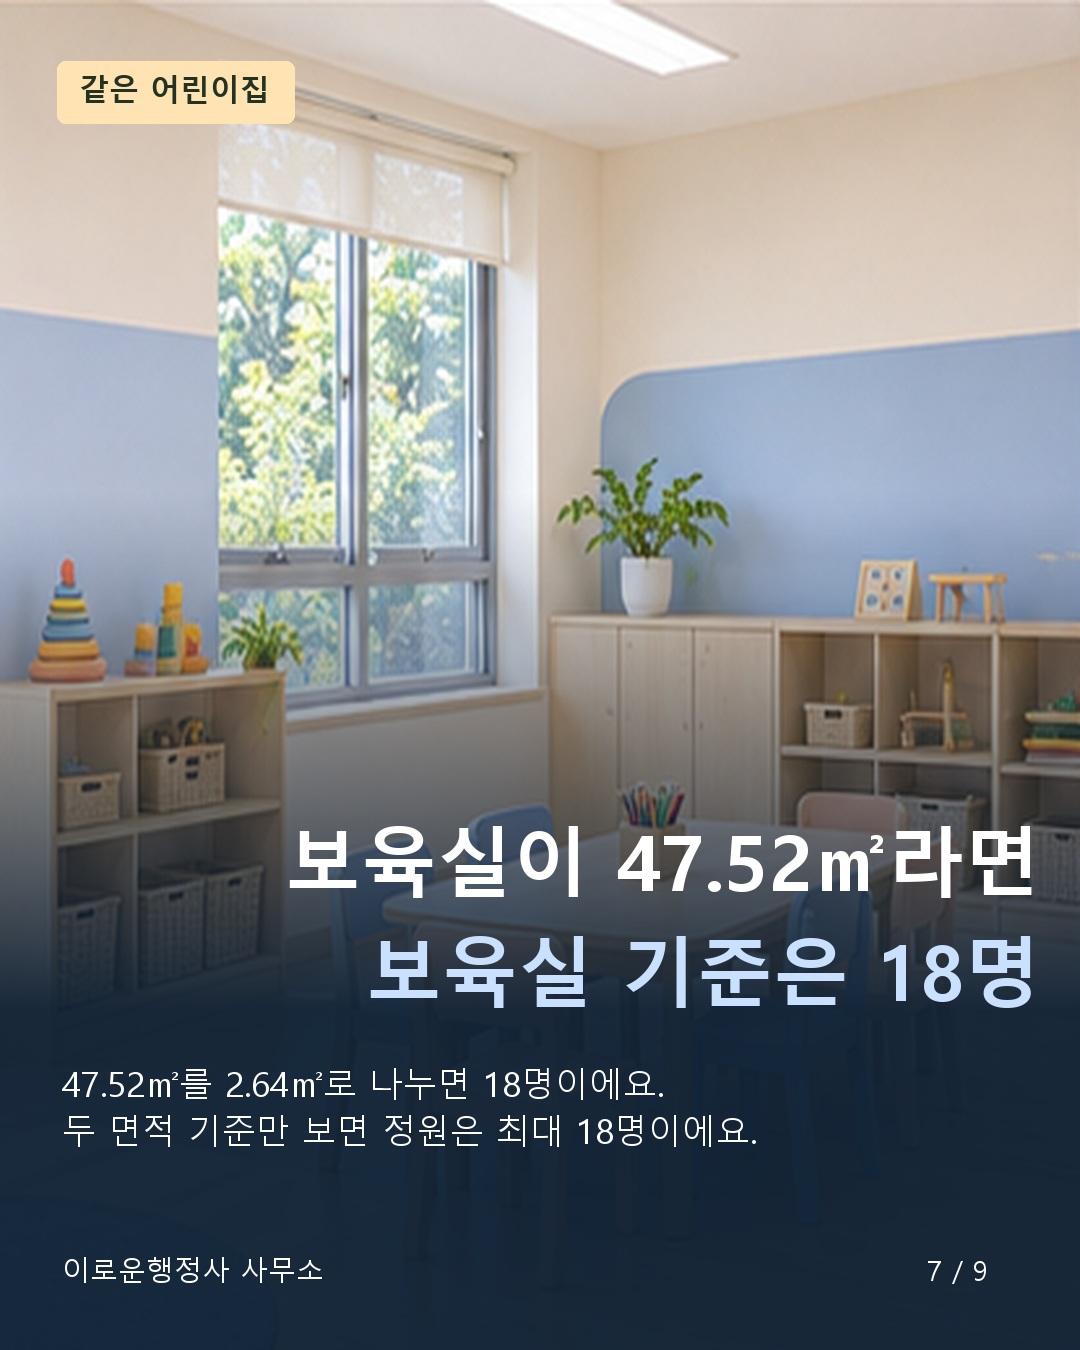 같은 어린이집
보육실이 47.52㎡라면
보육실 기준은 18명
47.52㎡를 2.64㎡로 나누면 18명이에요.
두 면적 기준만 보면 정원은 최대 18명이에요.
이로운행정사 사무소
7 / 9